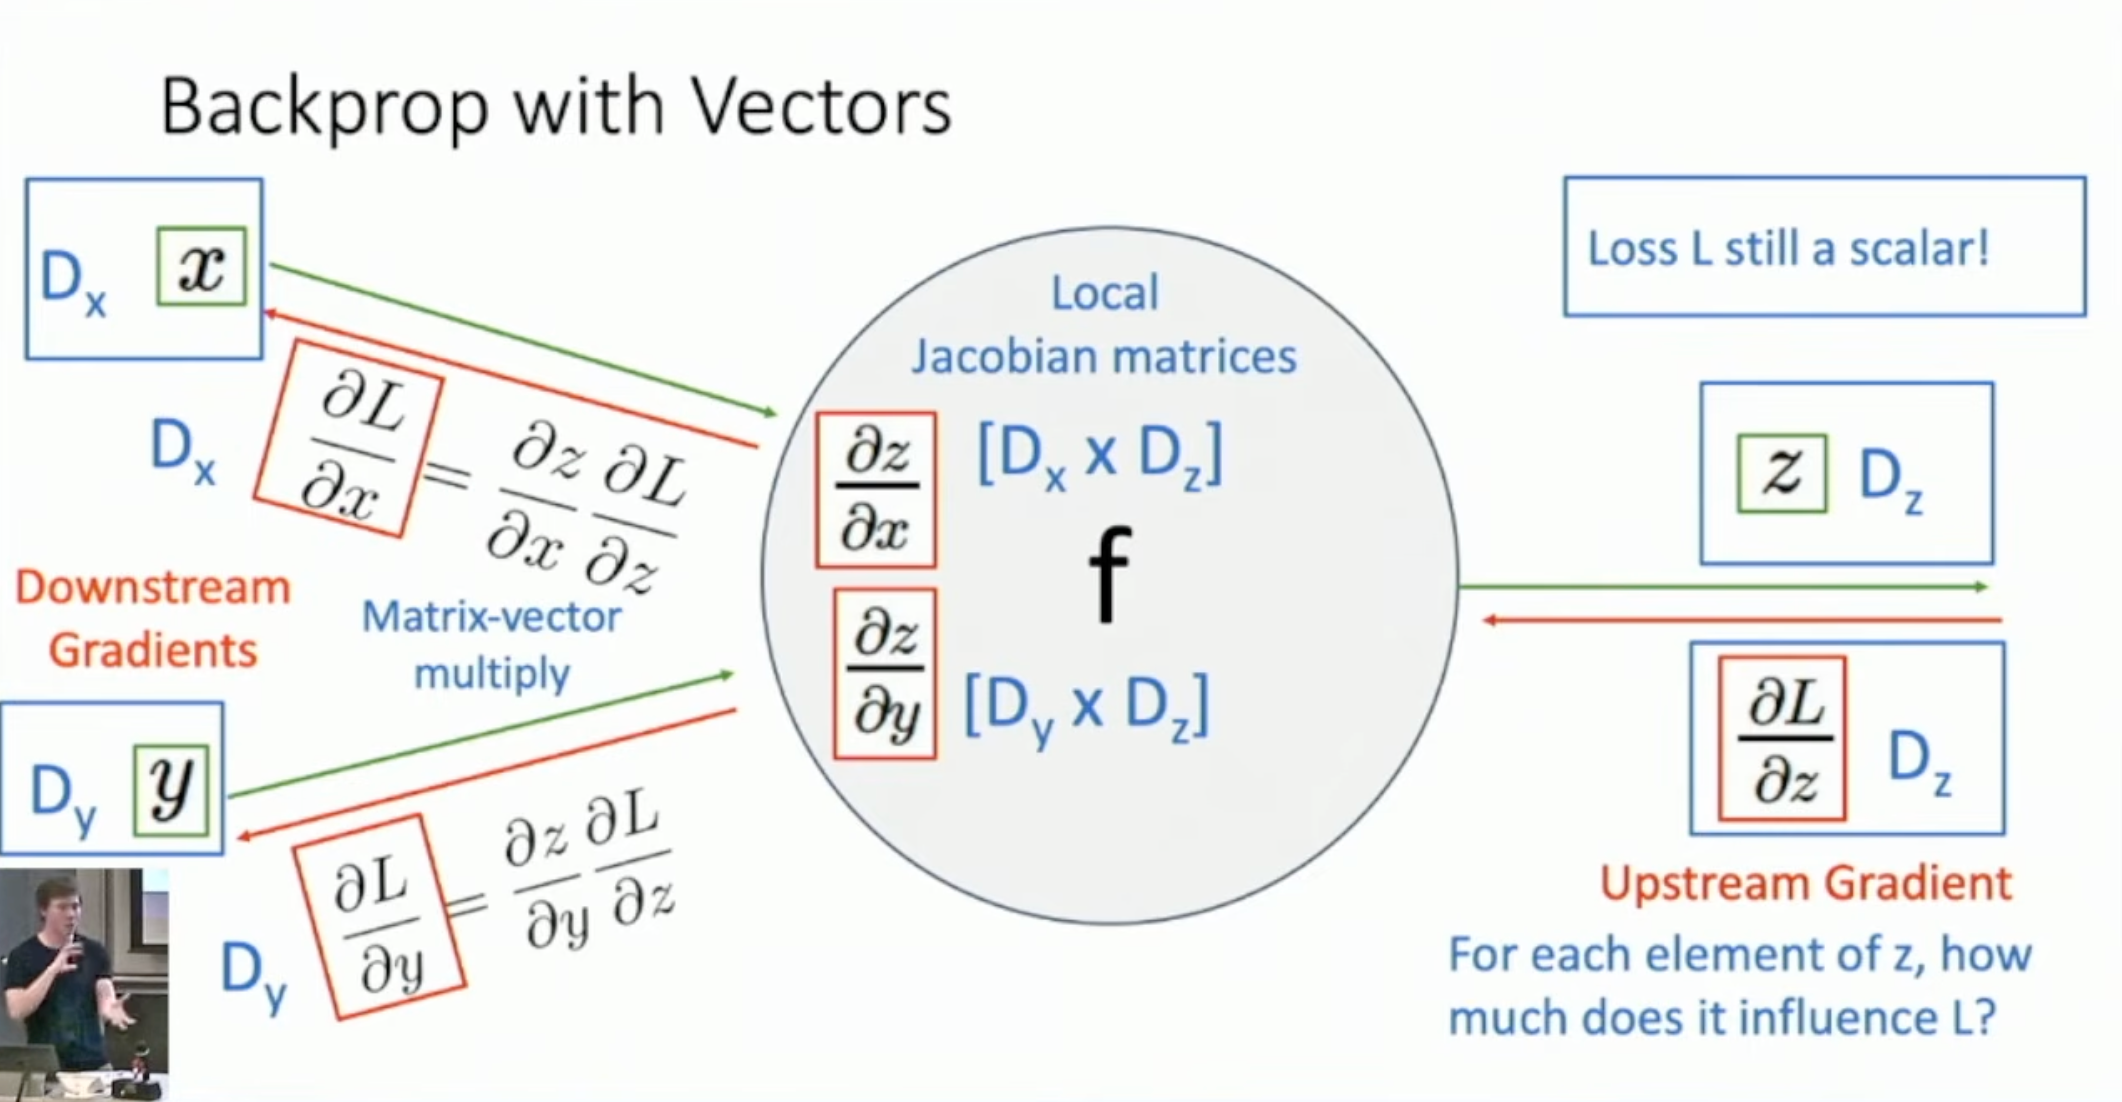 Backprop with Vectors
Dx x
Loss L still a scalar!
Local
Jacobian matrices
∂z/∂x [Dx x Dz]
z Dz
Dx ∂L/∂x = ∂z/∂x ∂L/∂z
f
Downstream
Gradients
Matrix-vector
multiply
∂z/∂y [Dy x Dz]
∂L/∂z Dz
Dy y
Dy ∂L/∂y = ∂z/∂y ∂L/∂z
Upstream Gradient
For each element of z, how
much does it influence L?